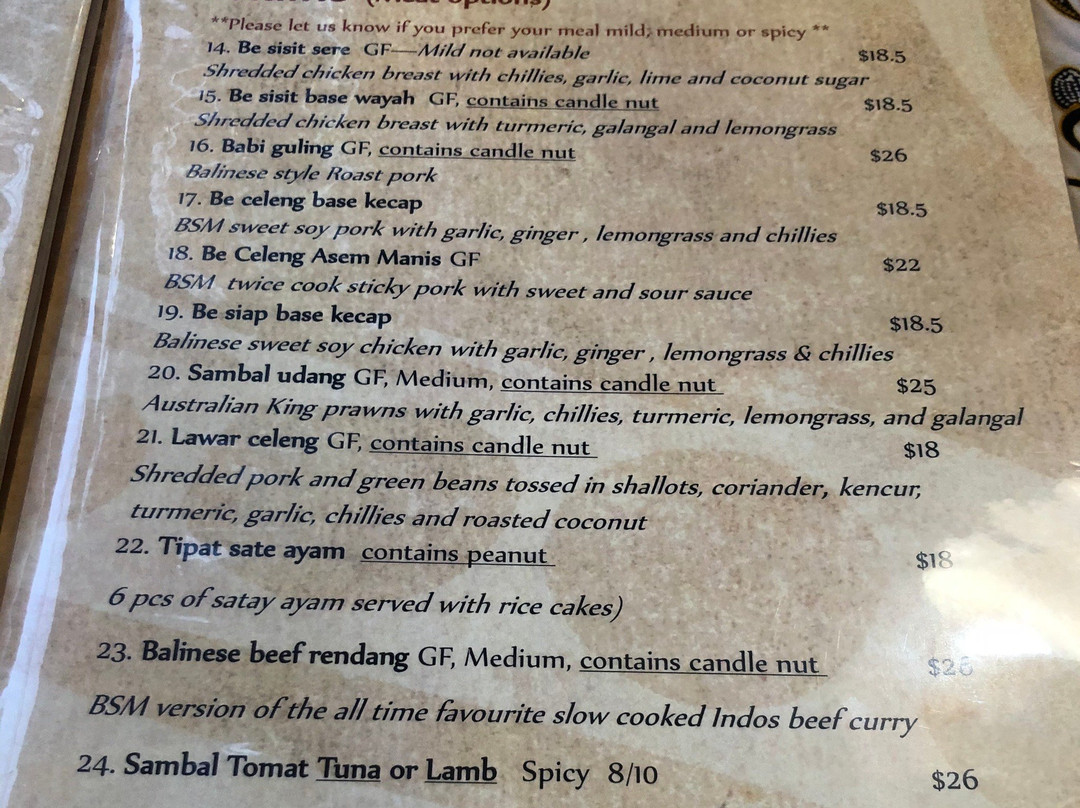 (Meat options)
**Please let us know if you prefer your meal mild, medium or spicy **
14. Be sisit sere GF—Mild not available $18.5
Shredded chicken breast with chillies, garlic, lime and coconut sugar
15. Be sisit base wayah GF, contains candle nut $18.5
Shredded chicken breast with turmeric, galangal and lemongrass
16. Babi guling GF, contains candle nut $26
Balinese style Roast pork
17. Be celeng base kecap $18.5
BSM sweet soy pork with garlic, ginger , lemongrass and chillies
18. Be Celeng Asem Manis GF $22
BSM twice cook sticky pork with sweet and sour sauce
19. Be siap base kecap $18.5
Balinese sweet soy chicken with garlic, ginger , lemongrass & chillies
20. Sambal udang GF, Medium, contains candle nut $25
Australian King prawns with garlic, chillies, turmeric, lemongrass, and galangal
21. Lawar celeng GF, contains candle nut $18
Shredded pork and green beans tossed in shallots, coriander, kencur,
turmeric, garlic, chillies and roasted coconut
22. Tipat sate ayam contains peanut $18
6 pcs of satay ayam served with rice cakes)
23. Balinese beef rendang GF, Medium, contains candle nut $26
BSM version of the all time favourite slow cooked Indos beef curry
24. Sambal Tomat Tuna or Lamb Spicy 8/10 $26